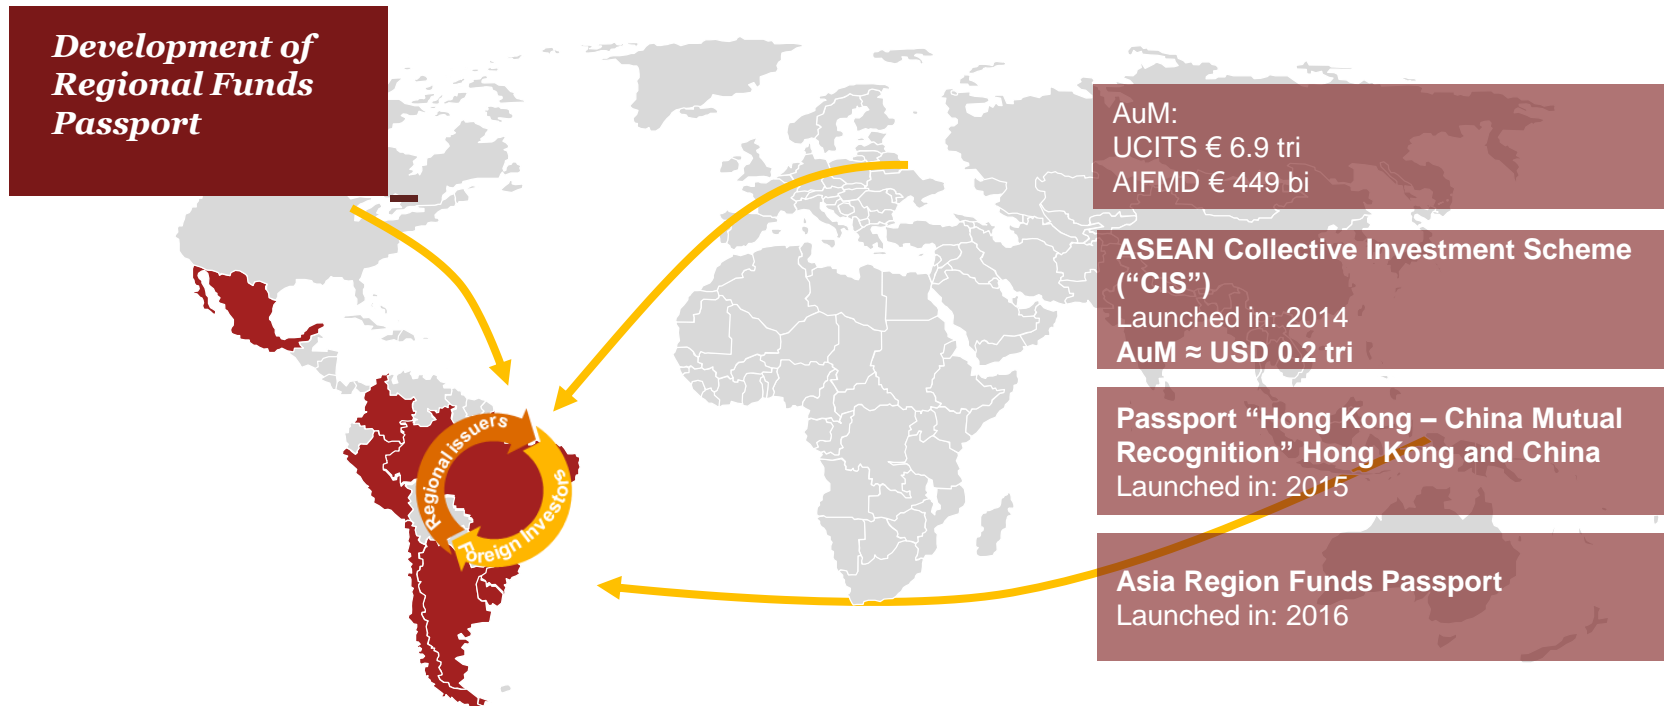 Development of
Regional Funds
Passport
AuM:
UCITS € 6.9 tri
AIFMD € 449 bi
ASEAN Collective Investment Scheme
(“CIS”)
Launched in: 2014
AuM ≈ USD 0.2 tri
Passport “Hong Kong – China Mutual
Recognition” Hong Kong and China
Launched in: 2015
Asia Region Funds Passport
Launched in: 2016
Regional issuers
Foreign Investors